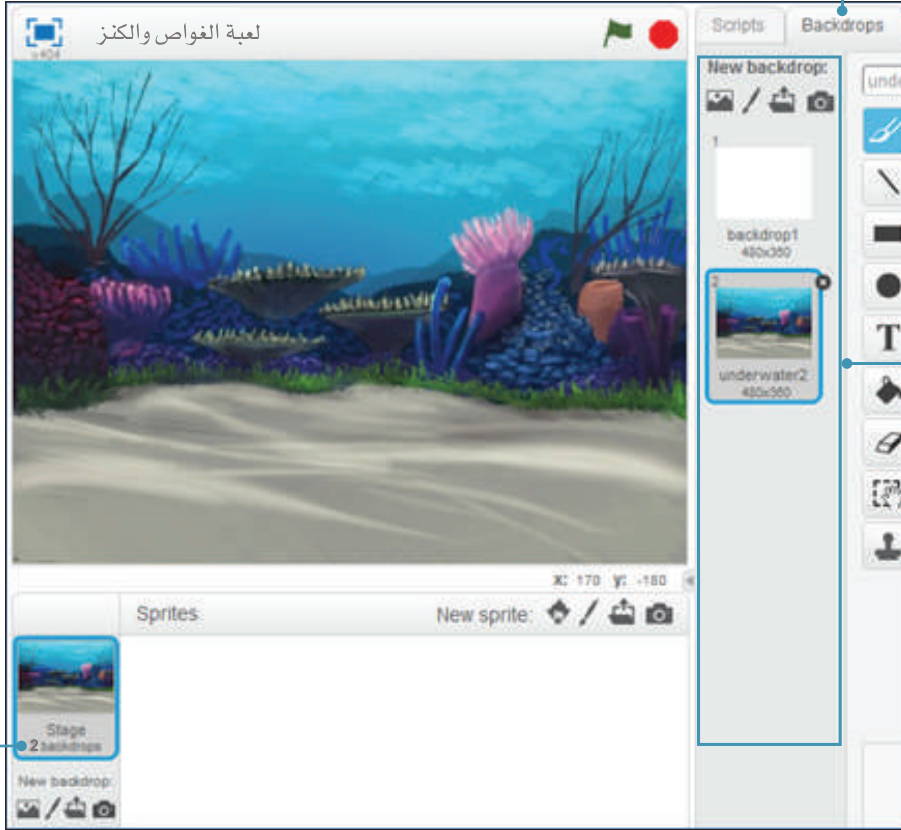 لعبة الغواص والكنز
v404
Scripts
Backdrops
New backdrop:
unde
1
backdrop1
480x360
2
underwater2
480x360
T
x: 170 y: -180
Sprites
New sprite:
Stage
2 backdrops
New backdrop: